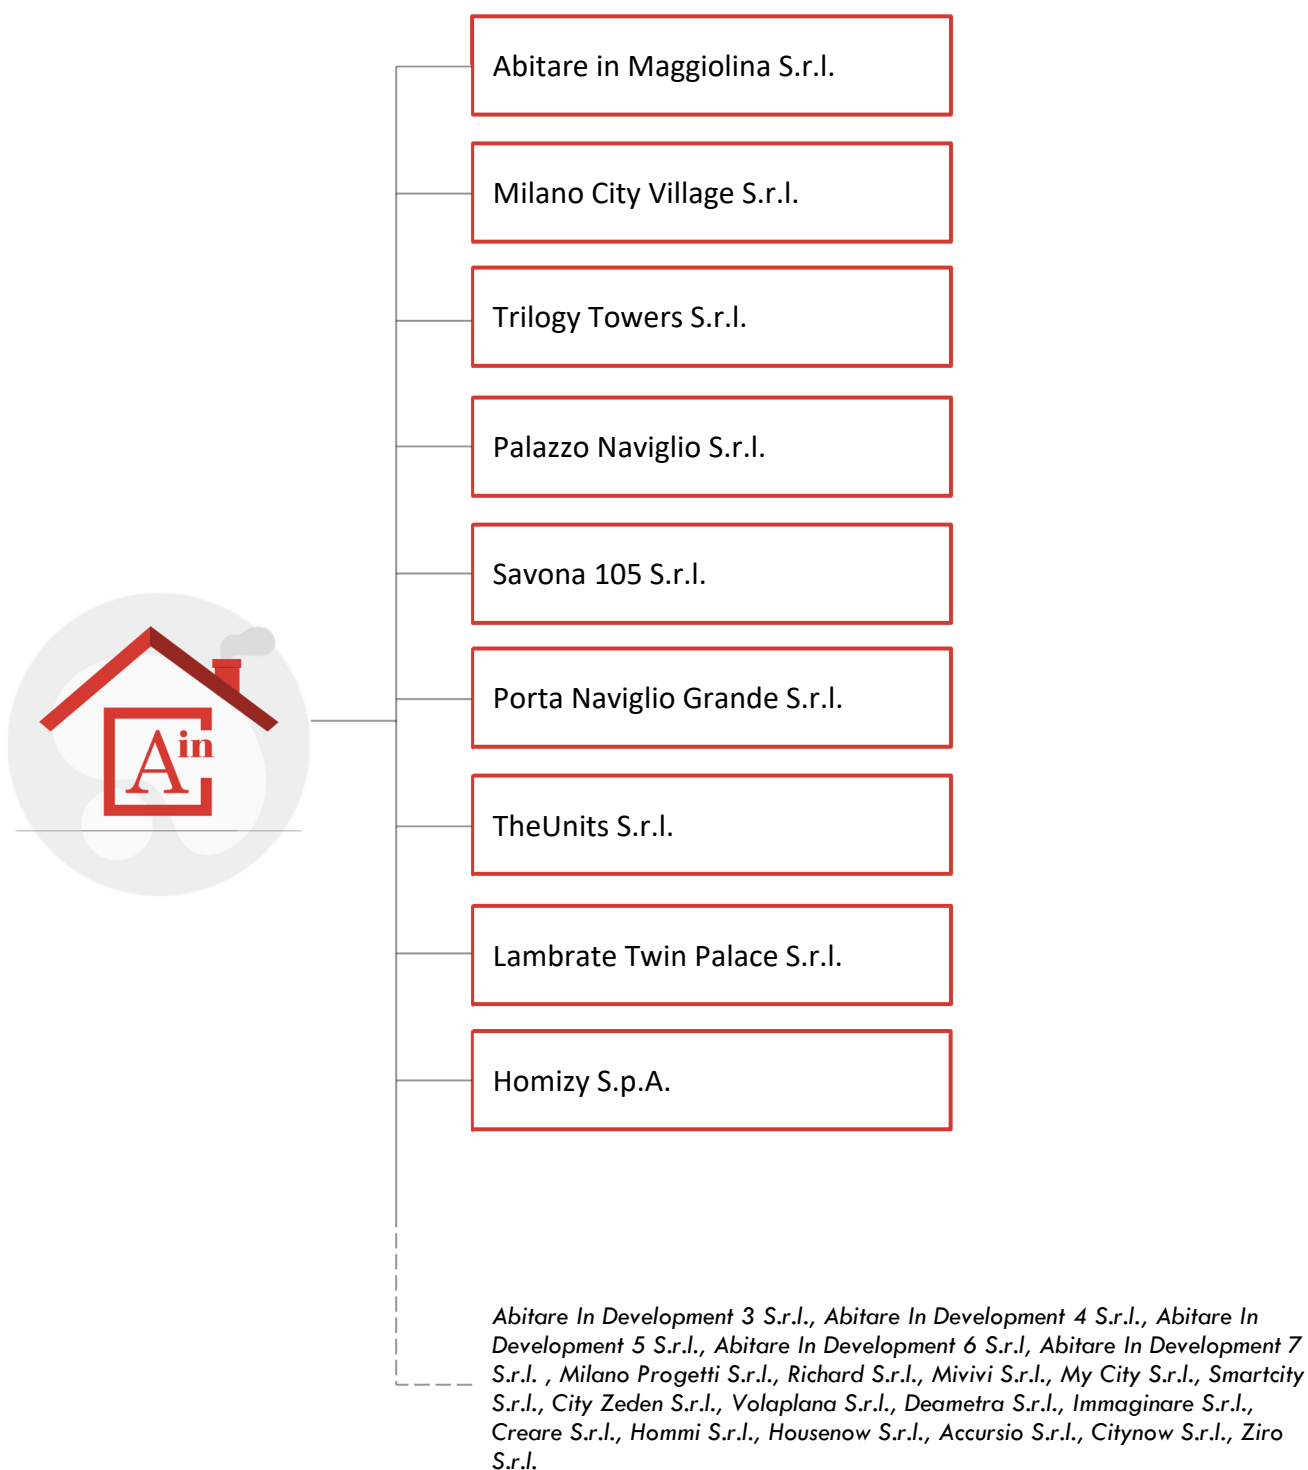 Abitare in Maggiolina S.r.l.
Milano City Village S.r.l.
Trilogy Towers S.r.l.
Palazzo Naviglio S.r.l.
Savona 105 S.r.l.
Porta Naviglio Grande S.r.l.
A in
TheUnits S.r.l.
Lambrate Twin Palace S.r.l.
Homizy S.p.A.
Abitare In Development 3 S.r.l., Abitare In Development 4 S.r.l., Abitare In
Development 5 S.r.l., Abitare In Development 6 S.r.l, Abitare In Development 7
S.r.l. , Milano Progetti S.r.l., Richard S.r.l., Mivivi S.r.l., My City S.r.l., Smartcity
S.r.l., City Zeden S.r.l., Volaplana S.r.l., Deametra S.r.l., Immaginare S.r.l.,
Creare S.r.l., Hommi S.r.l., Housenow S.r.l., Accursio S.r.l., Citynow S.r.l., Ziro
S.r.l.